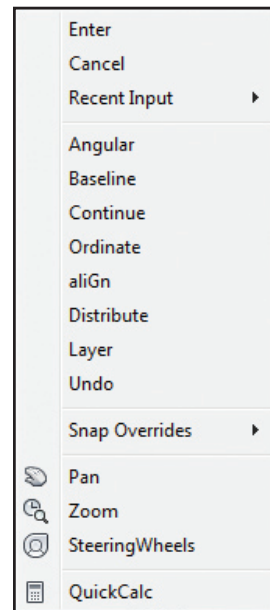 Enter
Cancel
Recent Input
Angular
Baseline
Continue
Ordinate
aliGn
Distribute
Layer
Undo
Snap Overrides
Pan
Zoom
SteeringWheels
QuickCalc